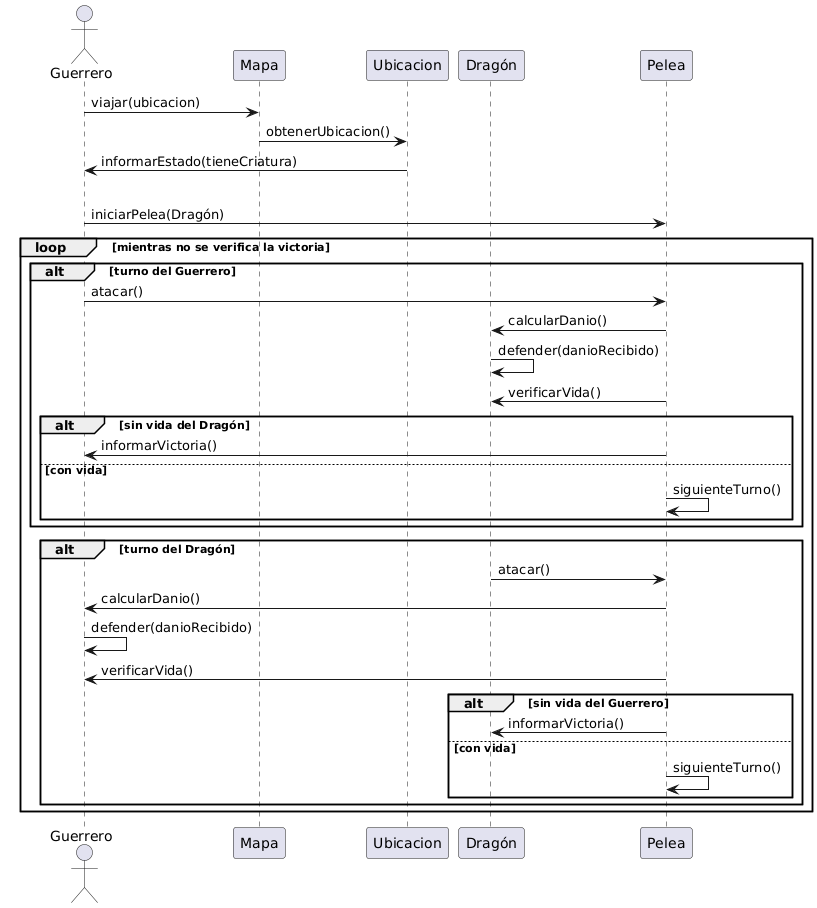 Guerrero
Mapa Ubicacion Dragón Pelea
viajar(ubicacion)
obtenerUbicacion()
informarEstado(tieneCriatura)
iniciarPelea(Dragón)
loop [mientras no se verifica la victoria]
alt [turno del Guerrero]
atacar()
calcularDanio()
defender(danioRecibido)
verificarVida()
alt [sin vida del Dragón]
informarVictoria()
[con vida]
siguienteTurno()
alt [turno del Dragón]
atacar()
calcularDanio()
defender(danioRecibido)
verificarVida()
alt [sin vida del Guerrero]
informarVictoria()
[con vida]
siguienteTurno()
Guerrero Mapa Ubicacion Dragón Pelea